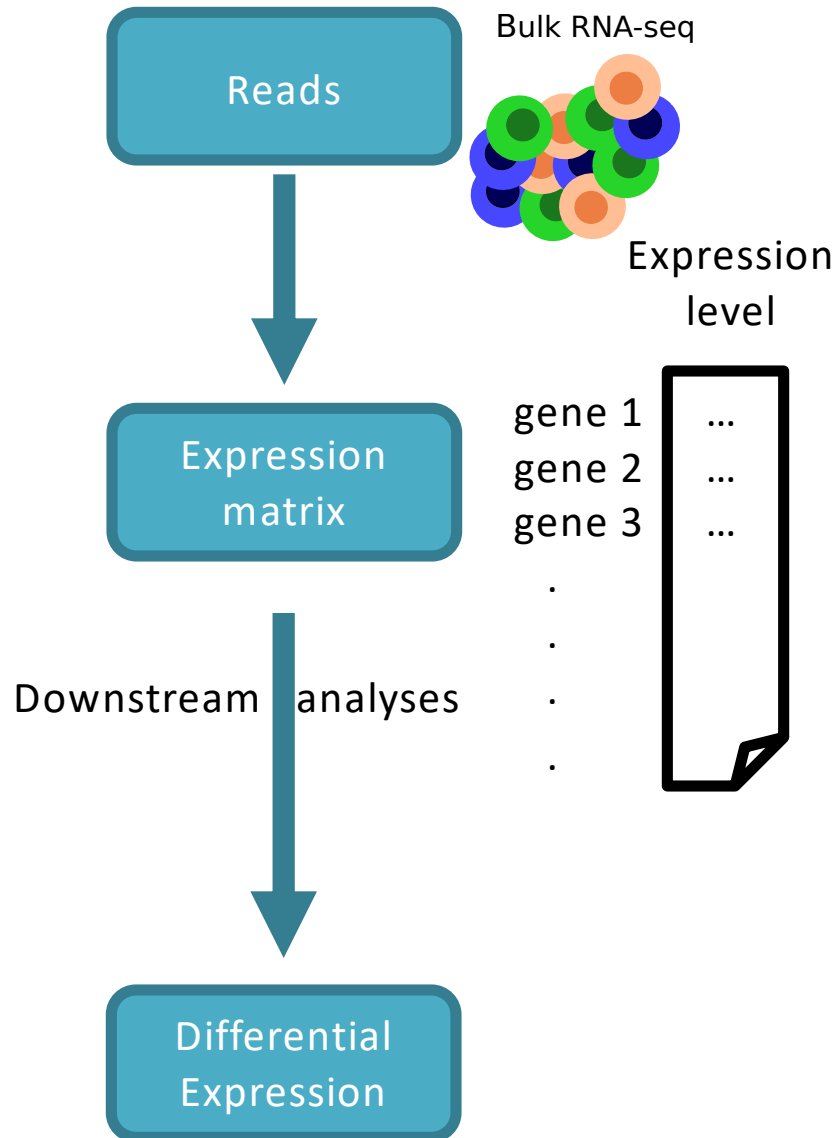 Bulk RNA-seq
Reads
Expression
level
gene 1 …
gene 2 …
gene 3 …
Expression
matrix
.
.
.
.
Downstream analyses
Differential
Expression